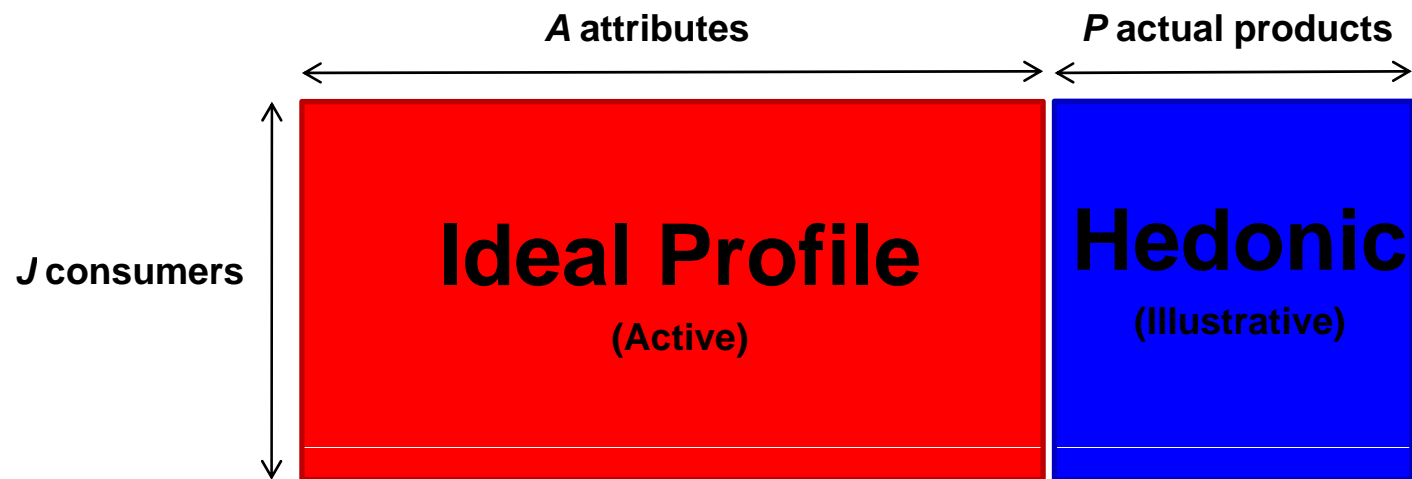 A attributes
P actual products
J consumers
Ideal Profile
(Active)
Hedonic
(Illustrative)